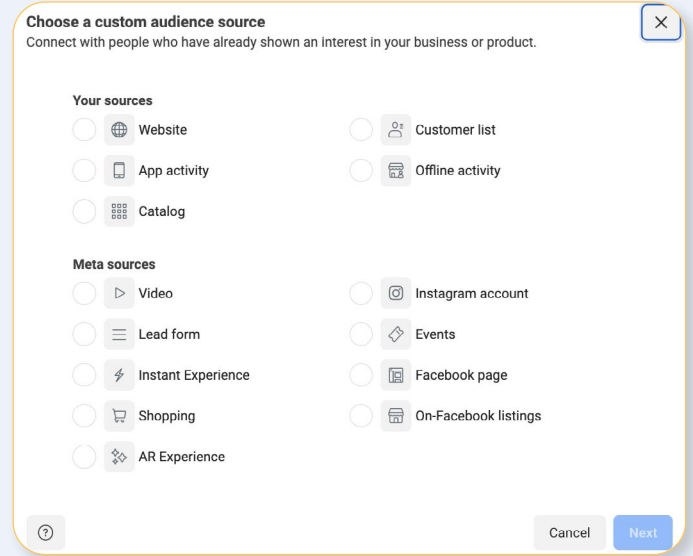 Choose a custom audience source
Connect with people who have already shown an interest in your business or product.
Your sources
Website
Customer list
App activity
Offline activity
Catalog
Meta sources
Video
Instagram account
Lead form
Events
Instant Experience
Facebook page
Shopping
On-Facebook listings
AR Experience
Cancel
Next